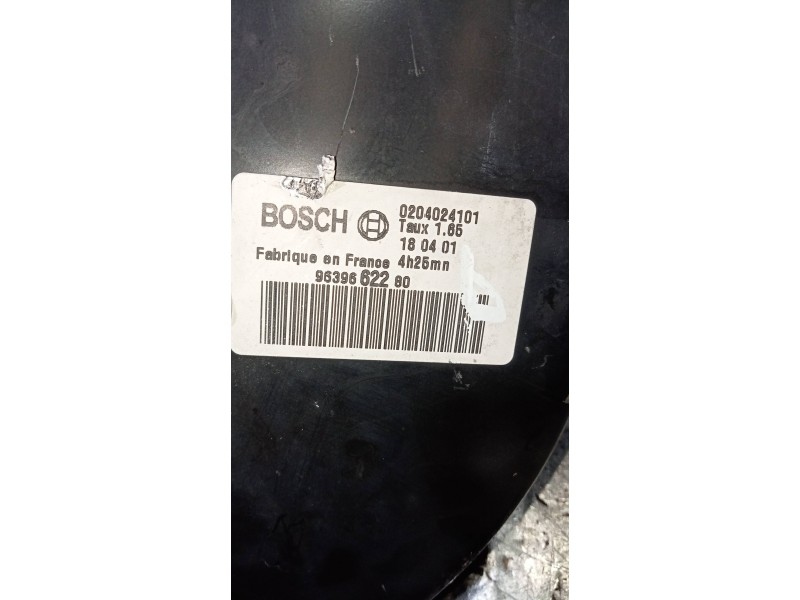 BOSCH 0204024101
Taux 1.65
18 04 01
Fabrique en France 4h25mn
96396 622 80